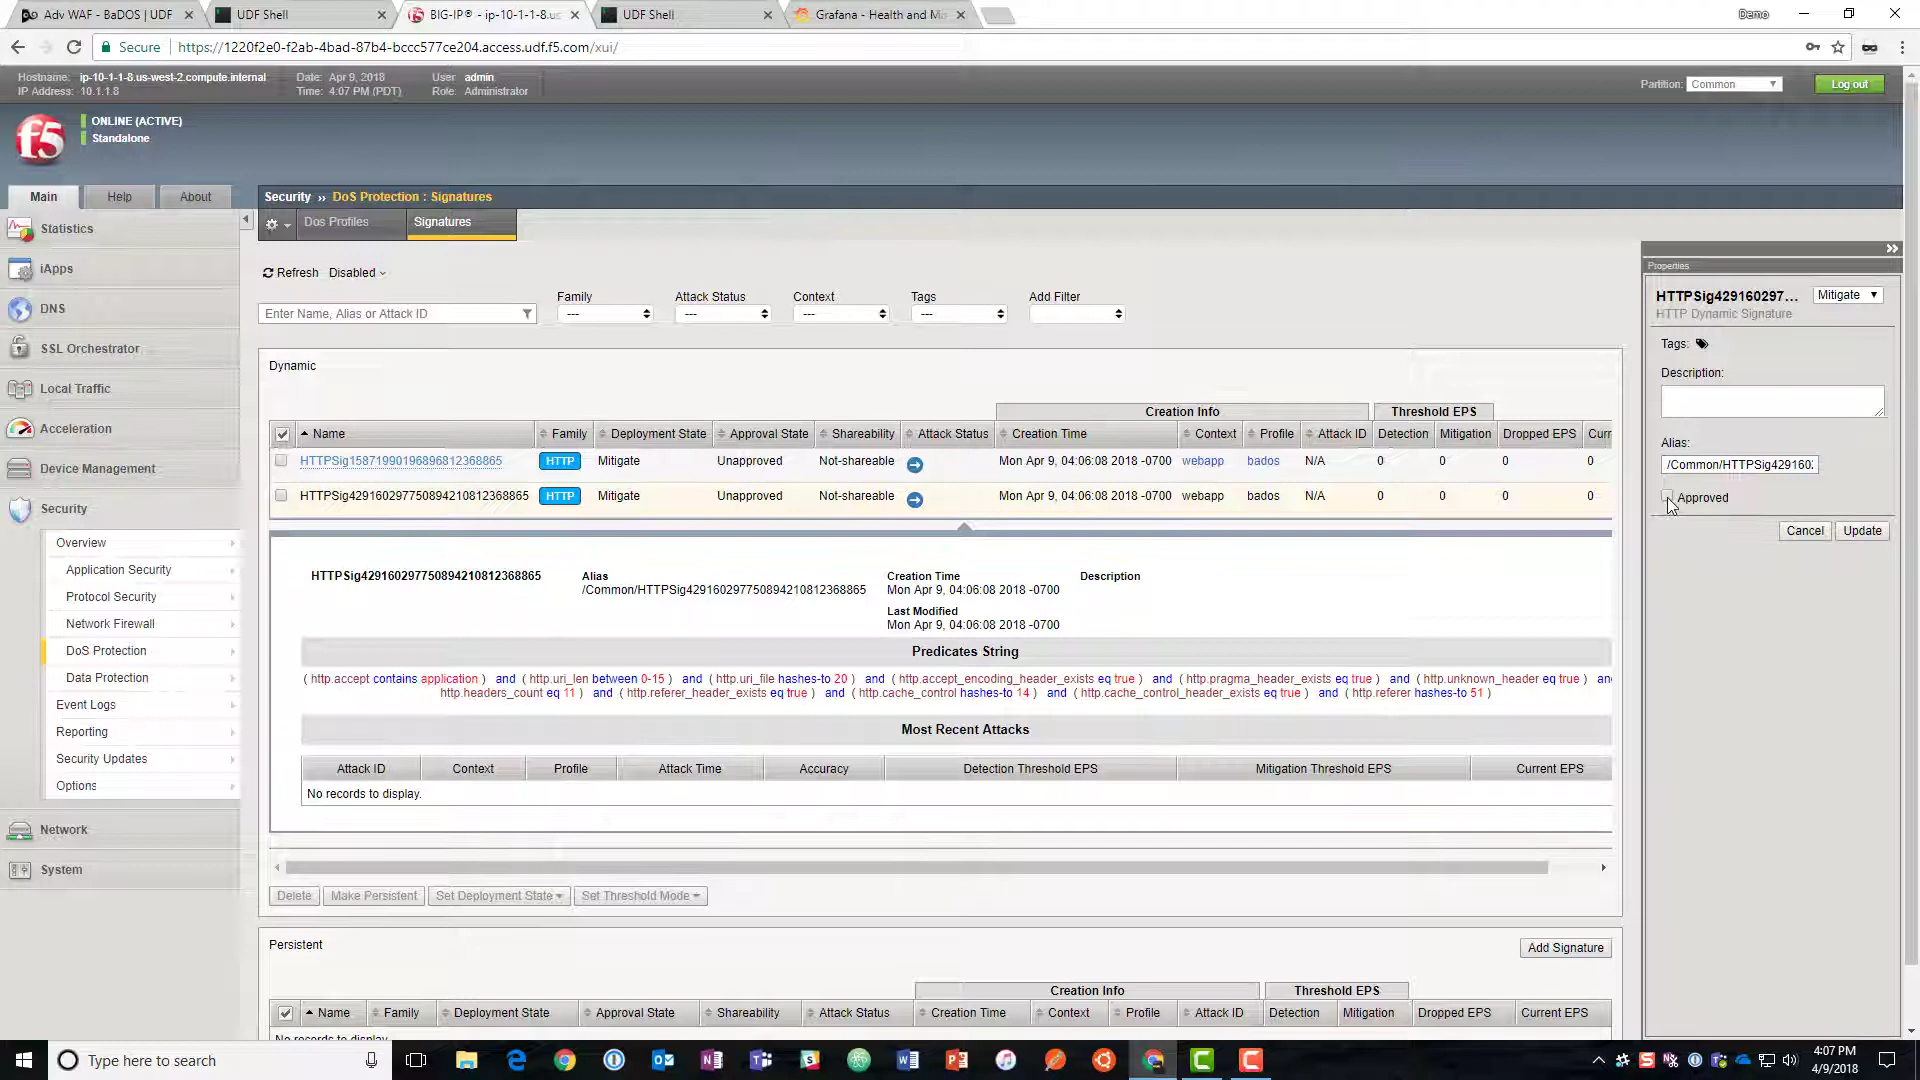 Adv WAF - BaDOS | UDF
UDF Shell
BIG-IP® - ip-10-1-1-8.us
UDF Shell
Grafana - Health and Mi
Demo
Secure
https://1220f2e0-f2ab-4bad-87b4-bccc577ce204.access.udf.f5.com/xui/
Hostname: ip-10-1-1-8.us-west-2.compute.internal
IP Address: 10.1.1.8
Date: Apr 9, 2018
Time: 4:07 PM (PDT)
User: admin
Role: Administrator
Partition: Common
Log out
f5
ONLINE (ACTIVE)
Standalone
Main
Help
About
Security ›› DoS Protection : Signatures
Dos Profiles
Signatures
Statistics
iApps
DNS
SSL Orchestrator
Local Traffic
Acceleration
Device Management
Security
Overview
Application Security
Protocol Security
Network Firewall
DoS Protection
Data Protection
Event Logs
Reporting
Security Updates
Options
Network
System
Refresh Disabled
Enter Name, Alias or Attack ID
Family
---
Attack Status
---
Context
---
Tags
---
Add Filter
Dynamic
Creation Info Threshold EPS
Name Family Deployment State Approval State Shareability Attack Status Creation Time Context Profile Attack ID Detection Mitigation Dropped EPS Curr
HTTPSig15871990196896812368865 HTTP Mitigate Unapproved Not-shareable Mon Apr 9, 04:06:08 2018 -0700 webapp bados N/A 0 0 0 0
HTTPSig429160297750894210812368865 HTTP Mitigate Unapproved Not-shareable Mon Apr 9, 04:06:08 2018 -0700 webapp bados N/A 0 0 0 0
HTTPSig429160297750894210812368865
Alias
/Common/HTTPSig429160297750894210812368865
Creation Time
Mon Apr 9, 04:06:08 2018 -0700
Last Modified
Mon Apr 9, 04:06:08 2018 -0700
Description
Predicates String
( http.accept contains application ) and ( http.uri_len between 0-15 ) and ( http.uri_file hashes-to 20 ) and ( http.accept_encoding_header_exists eq true ) and ( http.pragma_header_exists eq true ) and ( http.unknown_header eq true ) and
http.headers_count eq 11 ) and ( http.referer_header_exists eq true ) and ( http.cache_control hashes-to 14 ) and ( http.cache_control_header_exists eq true ) and ( http.referer hashes-to 51 )
Most Recent Attacks
Attack ID Context Profile Attack Time Accuracy Detection Threshold EPS Mitigation Threshold EPS Current EPS
No records to display.
Delete Make Persistent Set Deployment State Set Threshold Mode
Persistent
Add Signature
Creation Info Threshold EPS
Name Family Deployment State Approval State Shareability Attack Status Creation Time Context Profile Attack ID Detection Mitigation Dropped EPS Current EPS
No records to display.
Properties
HTTPSig429160297... Mitigate
HTTP Dynamic Signature
Tags:
Description:
Alias:
/Common/HTTPSig429160:
Approved
Cancel Update
Type here to search
4:07 PM
4/9/2018